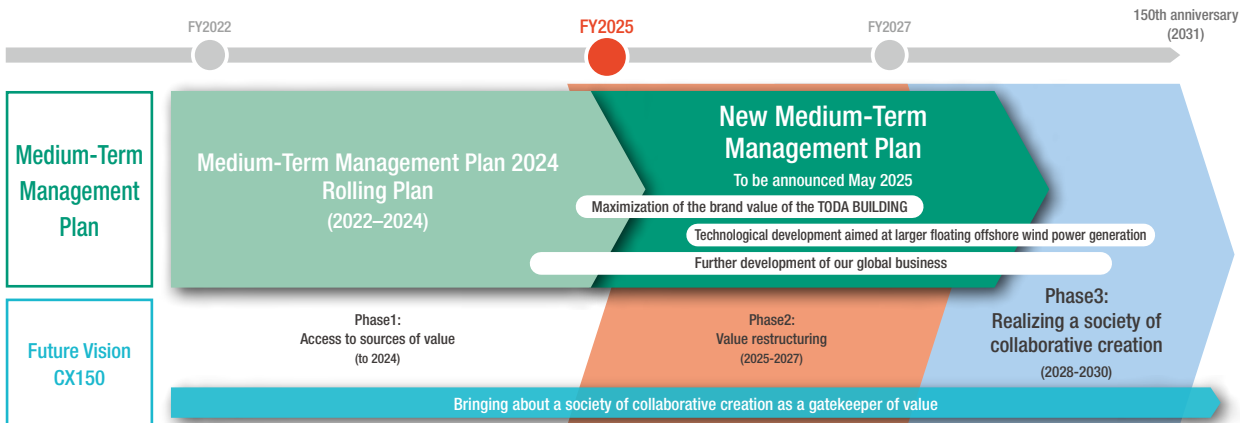 FY2022
FY2025
FY2027
150th anniversary
(2031)
Medium-Term
Management
Plan
Medium-Term Management Plan 2024
Rolling Plan
(2022–2024)
New Medium-Term
Management Plan
To be announced May 2025
Maximization of the brand value of the TODA BUILDING
Technological development aimed at larger floating offshore wind power generation
Further development of our global business
Future Vision
CX150
Phase1:
Access to sources of value
(to 2024)
Phase2:
Value restructuring
(2025-2027)
Phase3:
Realizing a society of
collaborative creation
(2028-2030)
Bringing about a society of collaborative creation as a gatekeeper of value